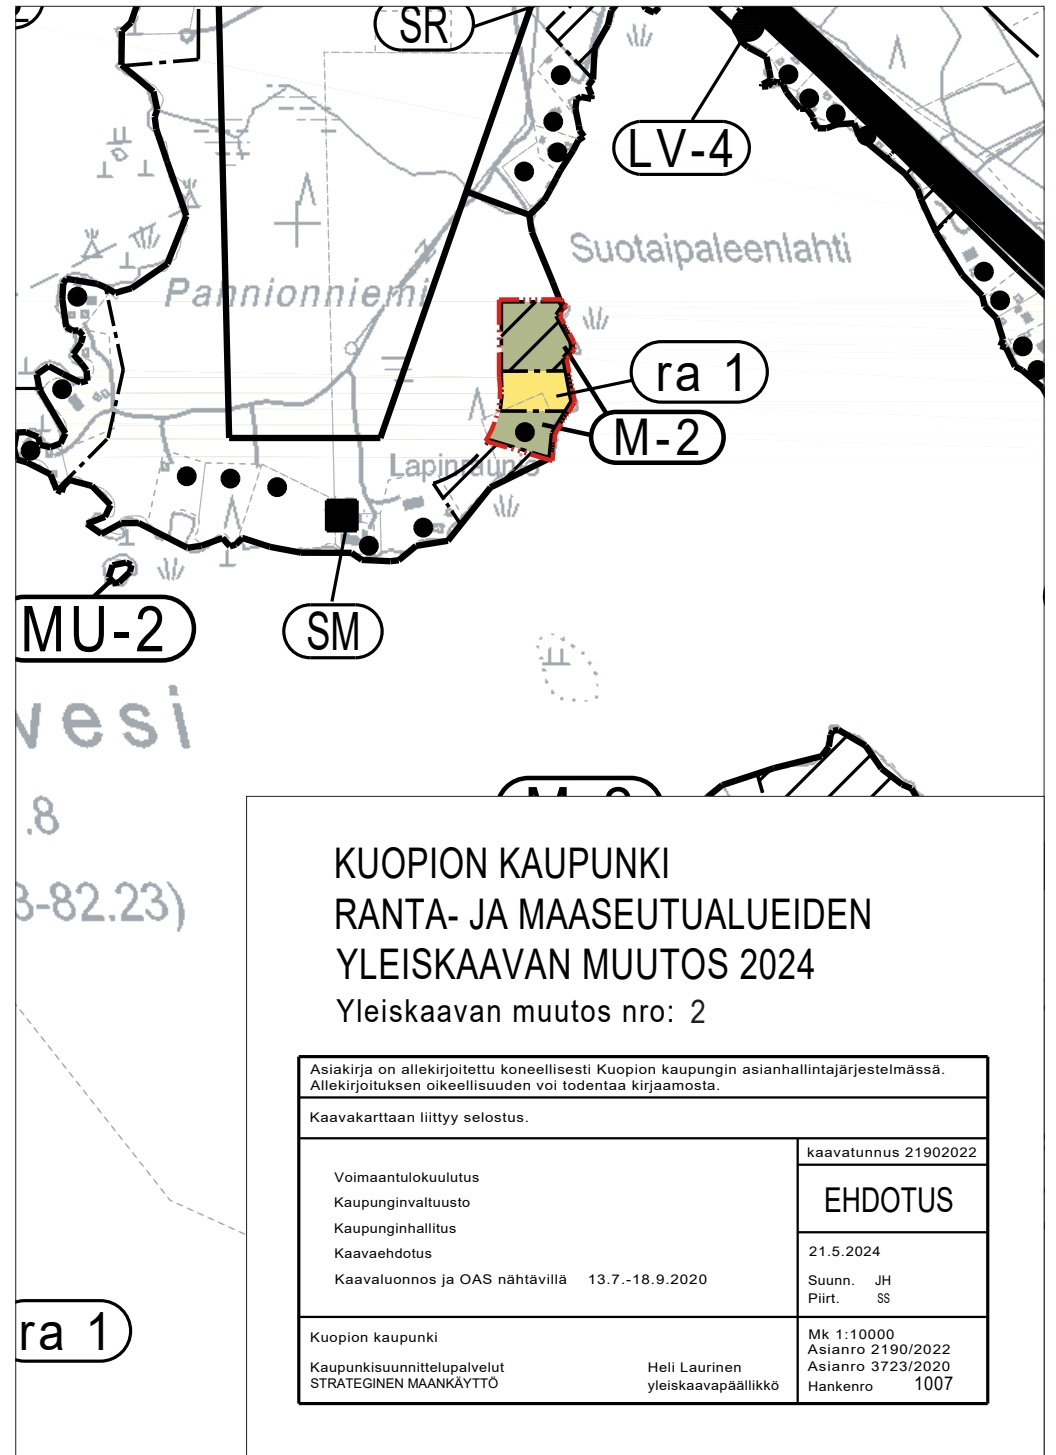 SR
LV-4
Suotaipaleenlahti
Pannionniemi
ra 1
M-2
Lapinraunio
MU-2
SM
vesi
.8
3-82.23)
KUOPION KAUPUNKI
RANTA- JA MAASEUTUALUEIDEN
YLEISKAAVAN MUUTOS 2024
Yleiskaavan muutos nro: 2
Asiakirja on allekirjoitettu koneellisesti Kuopion kaupungin asianhallintajärjestelmässä.
Allekirjoituksen oikeellisuuden voi todentaa kirjaamosta.
Kaavakarttaan liittyy selostus.
kaavatunnus 21902022
Voimaantulokuulutus
Kaupunginvaltuusto
Kaupunginhallitus
Kaavaehdotus
Kaavaluonnos ja OAS nähtävillä 13.7.-18.9.2020
EHDOTUS
21.5.2024
Suunn. JH
Piirt. SS
Kuopion kaupunki
Kaupunkisuunnittelupalvelut
STRATEGINEN MAANKÄYTTÖ
Heli Laurinen
yleiskaavapäällikkö
Mk 1:10000
Asianro 2190/2022
Asianro 3723/2020
Hankenro 1007
ra 1